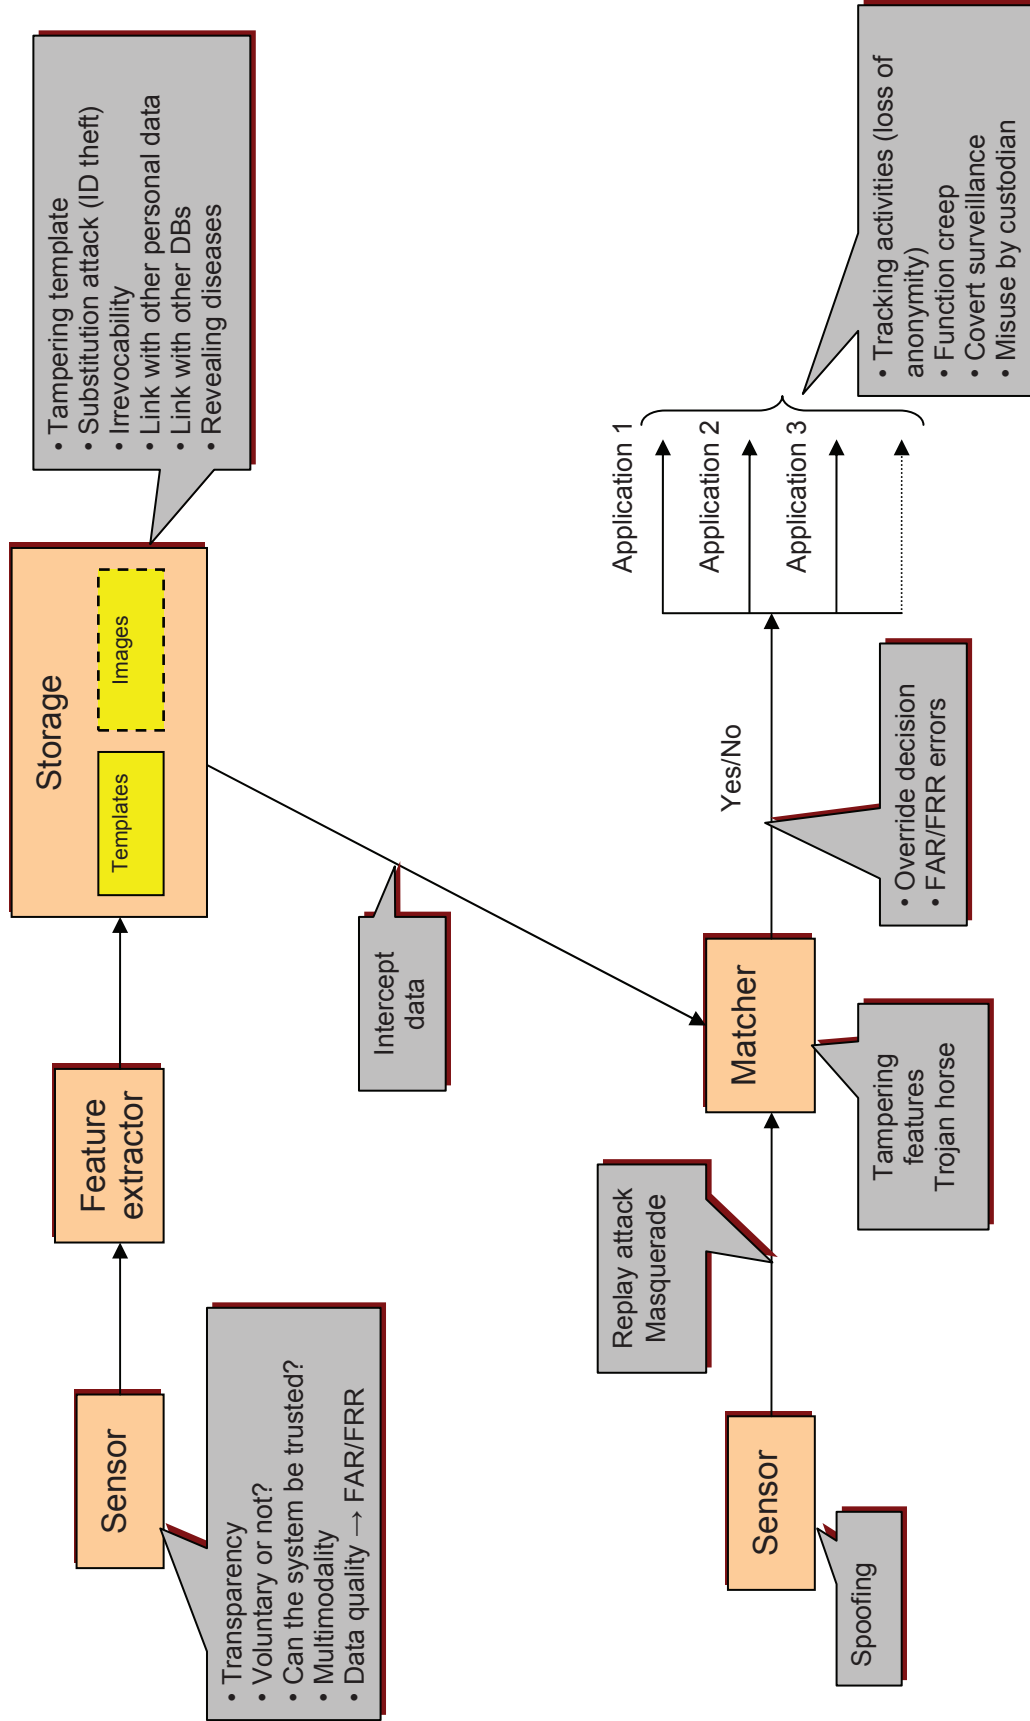 Sensor
Feature
extractor
Storage
Templates
Images
• Tampering template
• Substitution attack (ID theft)
• Irrevocability
• Link with other personal data
• Link with other DBs
• Revealing diseases
• Transparency
• Voluntary or not?
• Can the system be trusted?
• Multimodality
• Data quality → FAR/FRR
Intercept
data
Replay attack
Masquerade
Yes/No
Application 1
Application 2
Application 3
Sensor
Matcher
Spoofing
Tampering
features
Trojan horse
• Override decision
• FAR/FRR errors
• Tracking activities (loss of
anonymity)
• Function creep
• Covert surveillance
• Misuse by custodian